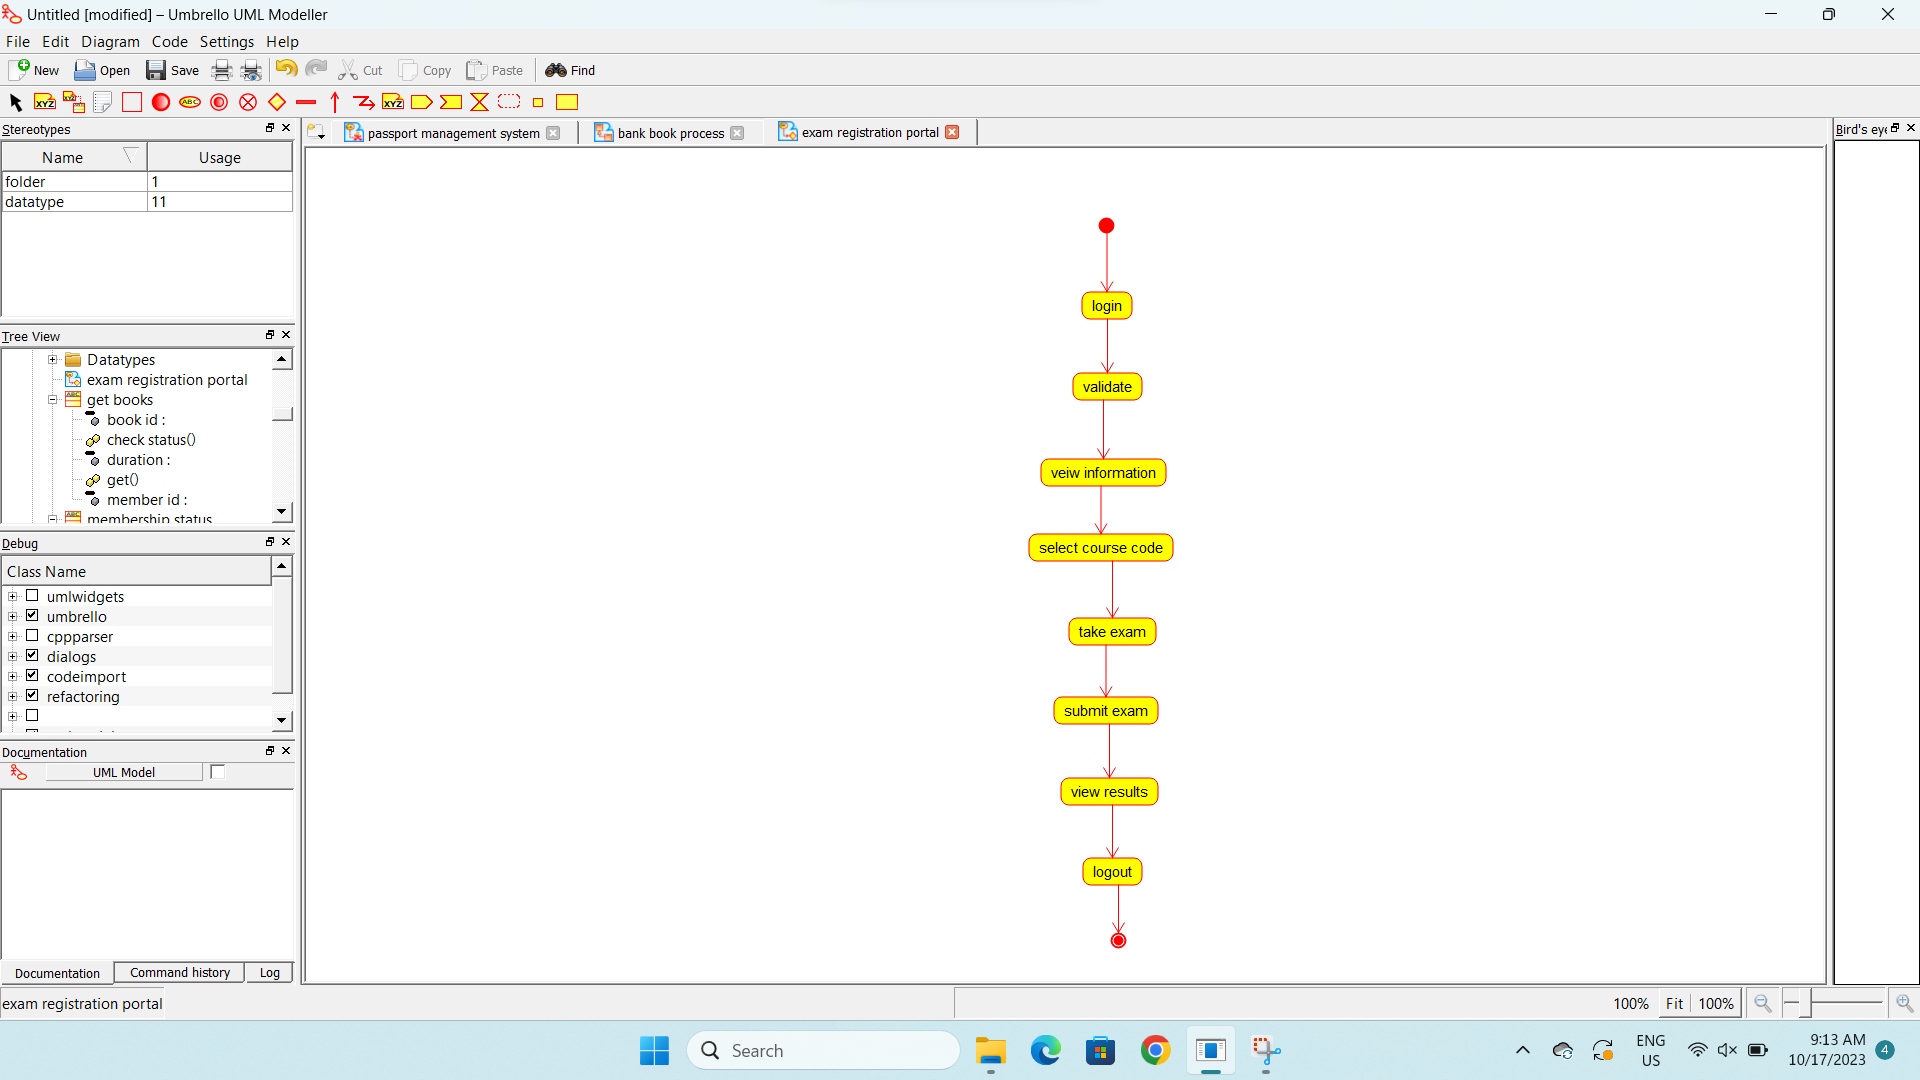 Untitled [modified] – Umbrello UML Modeller
File Edit Diagram Code Settings Help
New Open Save Cut Copy Paste Find
XYZ XYZ ABC XYZ
Stereotypes
Name Usage
folder 1
datatype 11
Tree View
Datatypes
exam registration portal
get books
book id :
check status()
duration :
get()
member id :
membership status
Debug
Class Name
umlwidgets
umbrello
cppparser
dialogs
codeimport
refactoring
Documentation
UML Model
Documentation Command history Log
exam registration portal
passport management system bank book process exam registration portal
login
validate
veiw information
select course code
take exam
submit exam
view results
logout
Bird's eye
100% Fit 100%
Search
ENG
US
9:13 AM
10/17/2023
4